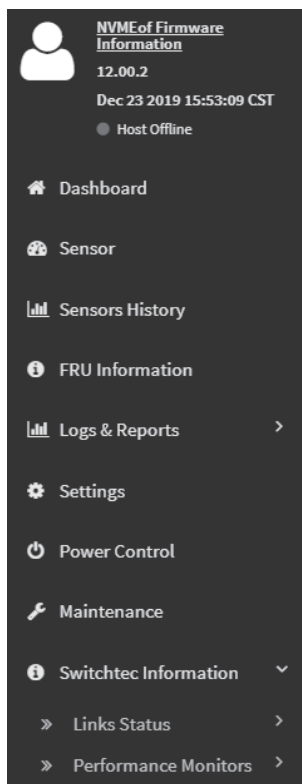 NVMEof Firmware
Information
12.00.2
Dec 23 2019 15:53:09 CST
Host Offline
Dashboard
Sensor
Sensors History
FRU Information
Logs & Reports
Settings
Power Control
Maintenance
Switchtec Information
Links Status
Performance Monitors